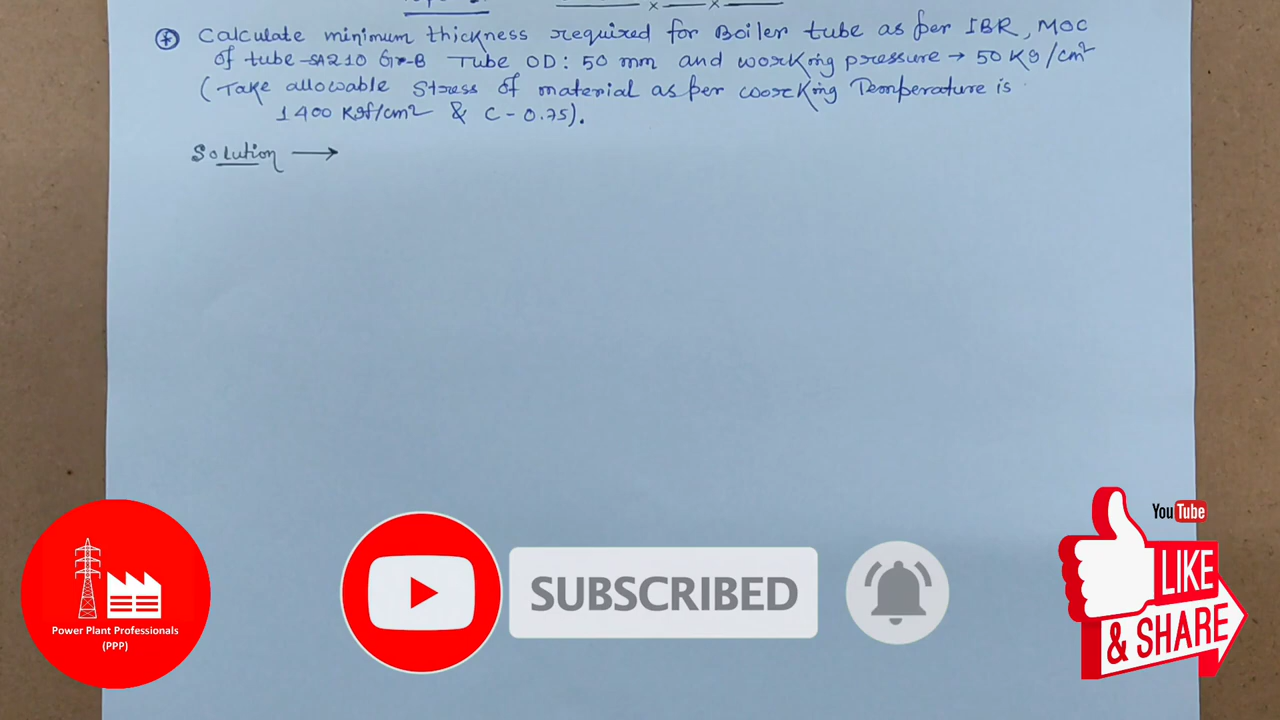 Calculate minimum thickness required for Boiler tube as per IBR, MOC
of tube-SA210 Gr-B Tube OD: 50 mm and working pressure → 50 Kg/cm²
(Take allowable Stress of material as per working Temperature is
1400 Kgf/cm² & C-0.75).
Solution →
YouTube
LIKE
& SHARE
SUBSCRIBED
Power Plant Professionals
(PPP)